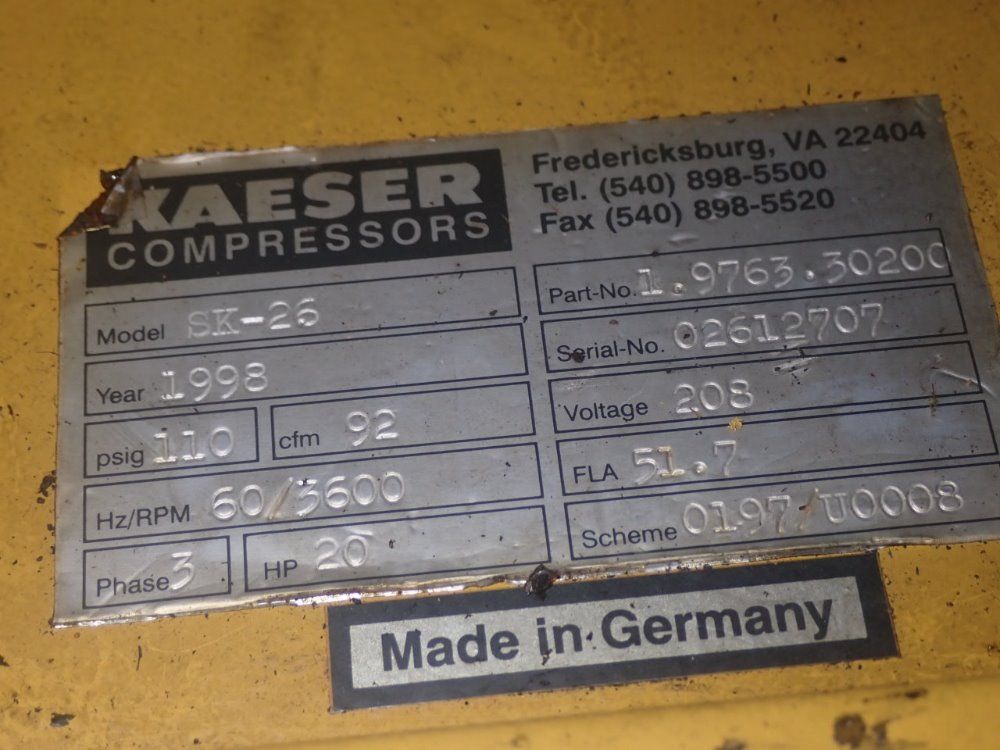 KAESER
COMPRESSORS
Fredericksburg, VA 22404
Tel. (540) 898-5500
Fax (540) 898-5520
Model SK-26
Year 1998
psig 110 cfm 92
Hz/RPM 60/3600
Phase 3 HP 20
Part-No. 1.9763.30200
Serial-No. 02612707
Voltage 208
FLA 51.7
Scheme 0197/U0008
Made in Germany